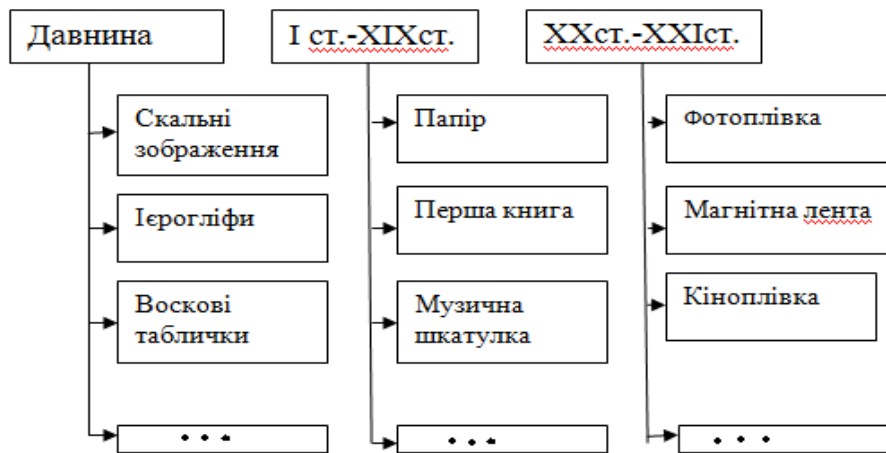 Давнина
Скальні
зображення
Ієрогліфи
Воскові
таблички
...
І ст.-ХІХст.
Папір
Перша книга
Музична
шкатулка
...
ХХст.-ХХІст.
Фотоплівка
Магнітна лента
Кіноплівка
...